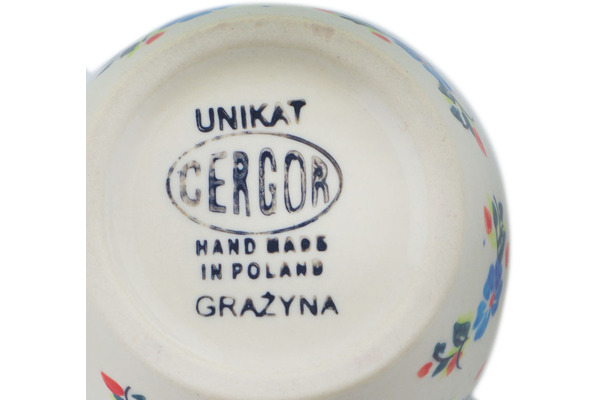 UNIKAT
CERGOR
HAND MADE
IN POLAND
GRAŻYNA